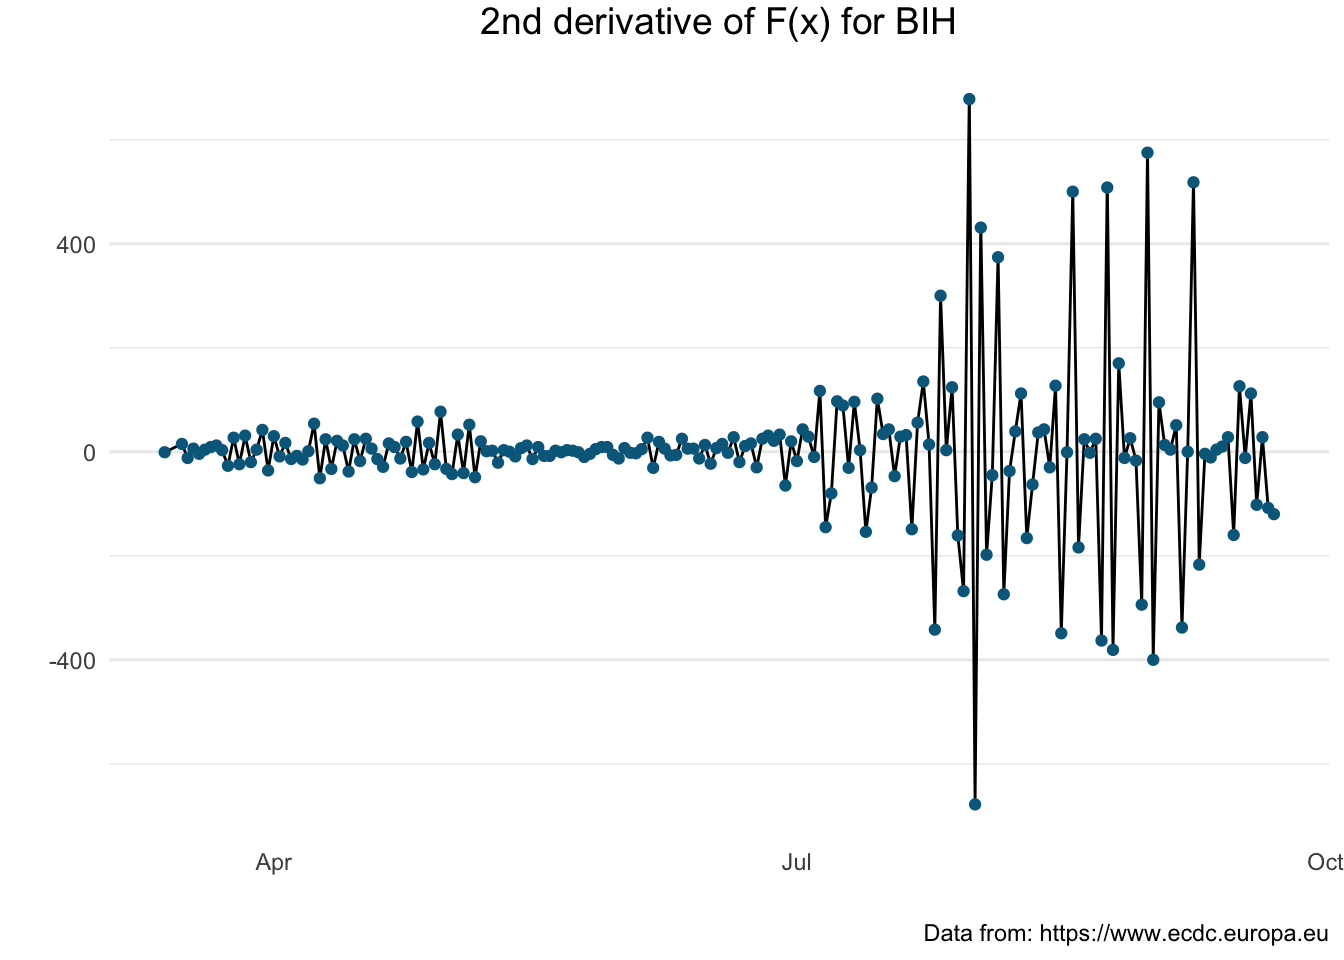 2nd derivative of F(x) for BIH
400
0
-400
Apr
Jul
Oct
Data from: https://www.ecdc.europa.eu